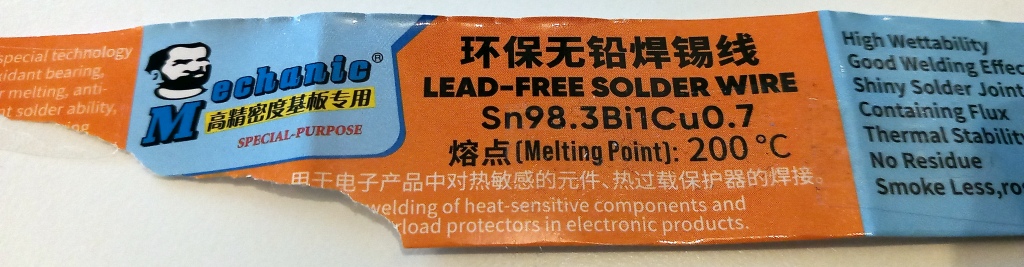 special technology
idant bearing,
r melting, anti-
nt solder ability,
Mechanic®
高精密度基板专用
SPECIAL-PURPOSE
环保无铅焊锡线
LEAD-FREE SOLDER WIRE
Sn98.3Bi1Cu0.7
熔点(Melting Point): 200℃
用于电子产品中对热敏感的元件、热过载保护器的焊接。
welding of heat-sensitive components and
rload protectors in electronic products.
High Wettability
Good Welding Effec
Shiny Solder Joint
Containing Flux
Thermal Stability
No Residue
Smoke Less,ro